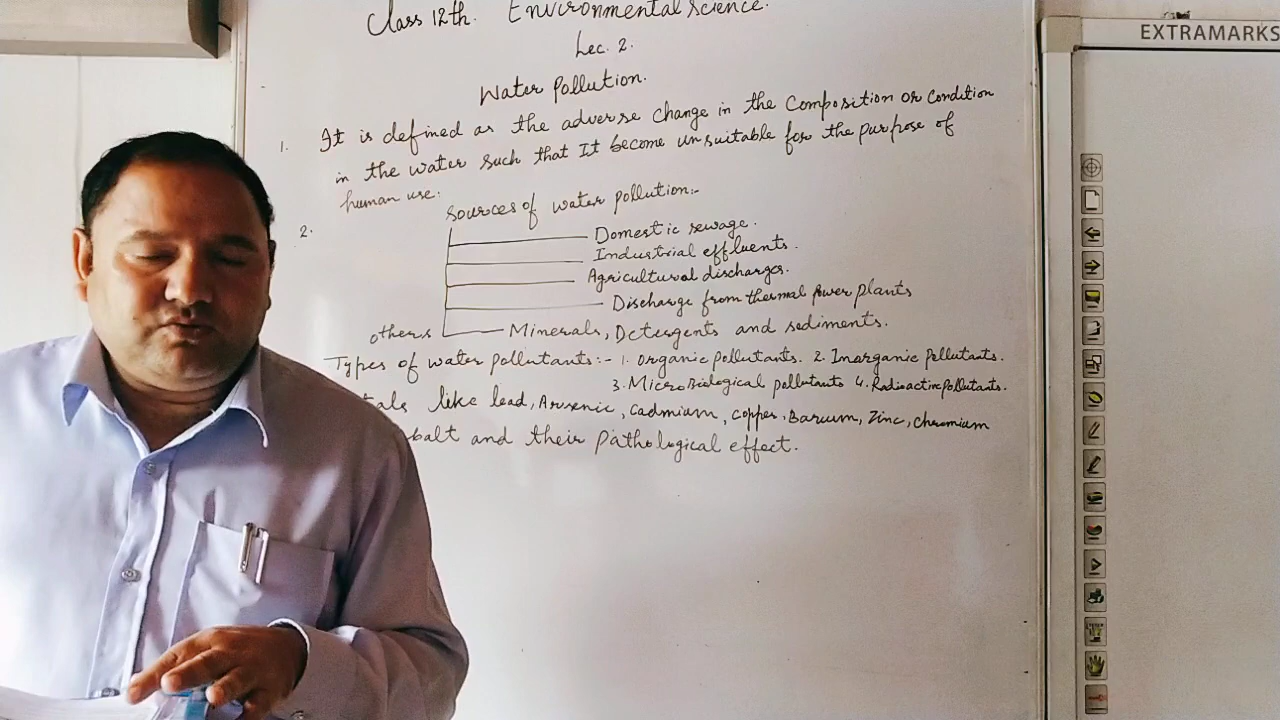 Class 12th. Environmental Science.
EXTRAMARKS
Lec. 2.
Water Pollution.
1. It is defined as the adverse change in the composition or condition
in the water such that It become unsuitable for the purpose of
human use:
2. Sources of water pollution:-
Domestic sewage.
Industrial effluents.
Agricultural discharges.
Discharge from thermal power plants
others Minerals, Detergents and sediments.
Types of water pollutants:- 1. Organic pollutants. 2. Inorganic Pollutants.
3. MicroBiological pollutants 4. Radioactive Pollutants.
tals like lead, Arsenic, Cadmium, Copper, Barium, Zinc, Chromium
balt and their Pathological effect.